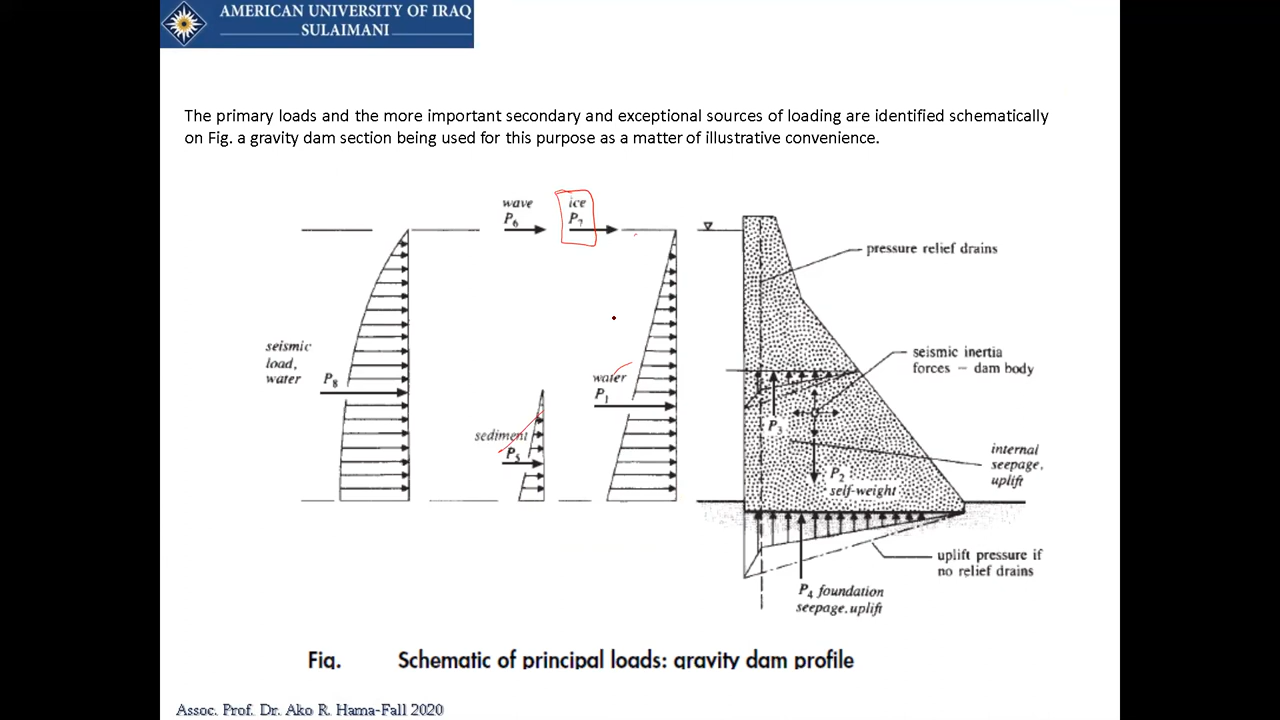 AMERICAN UNIVERSITY OF IRAQ
SULAIMANI
The primary loads and the more important secondary and exceptional sources of loading are identified schematically
on Fig. a gravity dam section being used for this purpose as a matter of illustrative convenience.
wave
P6
ice
P7
pressure relief drains
seismic
load,
water
P8
seismic inertia
forces – dam body
water
P1
sediment
P5
P3
P2
self-weight
internal
seepage,
uplift
uplift pressure if
no relief drains
P4 foundation
seepage, uplift
Fig. Schematic of principal loads: gravity dam profile
Assoc. Prof. Dr. Ako R. Hama-Fall 2020